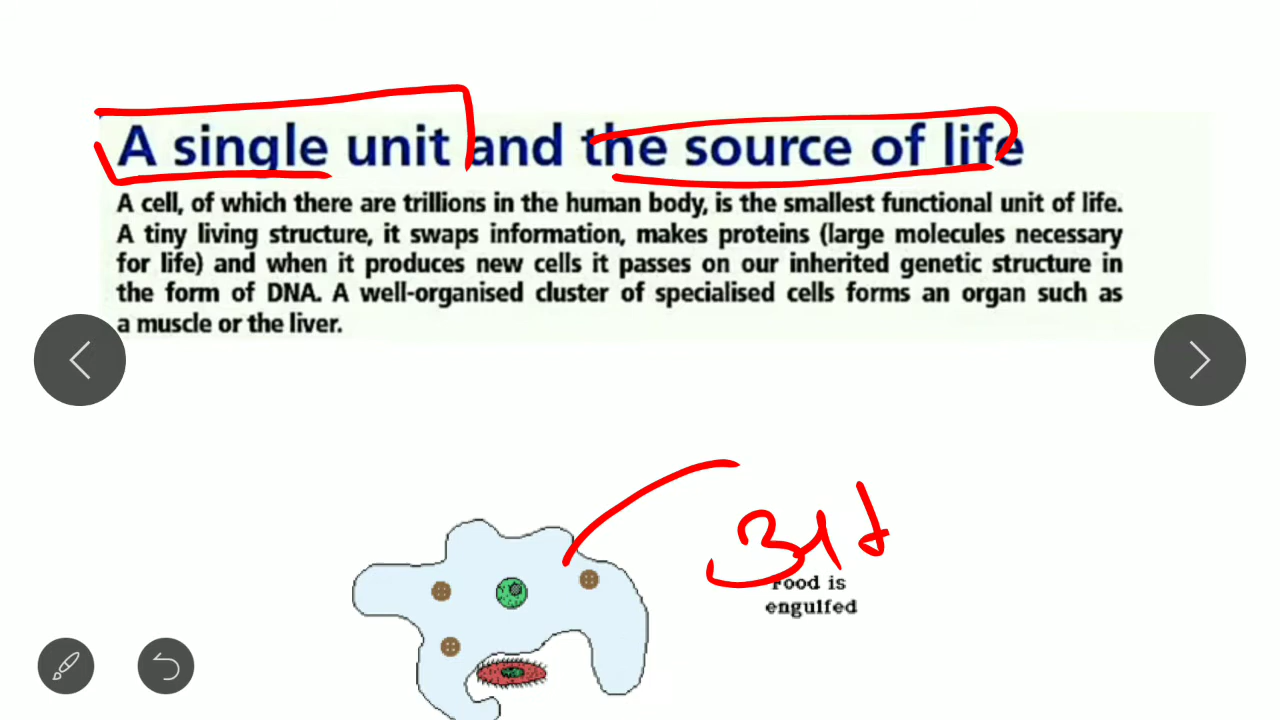 A single unit and the source of life
A cell, of which there are trillions in the human body, is the smallest functional unit of life.
A tiny living structure, it swaps information, makes proteins (large molecules necessary
for life) and when it produces new cells it passes on our inherited genetic structure in
the form of DNA. A well-organised cluster of specialised cells forms an organ such as
a muscle or the liver.
Food is
engulfed